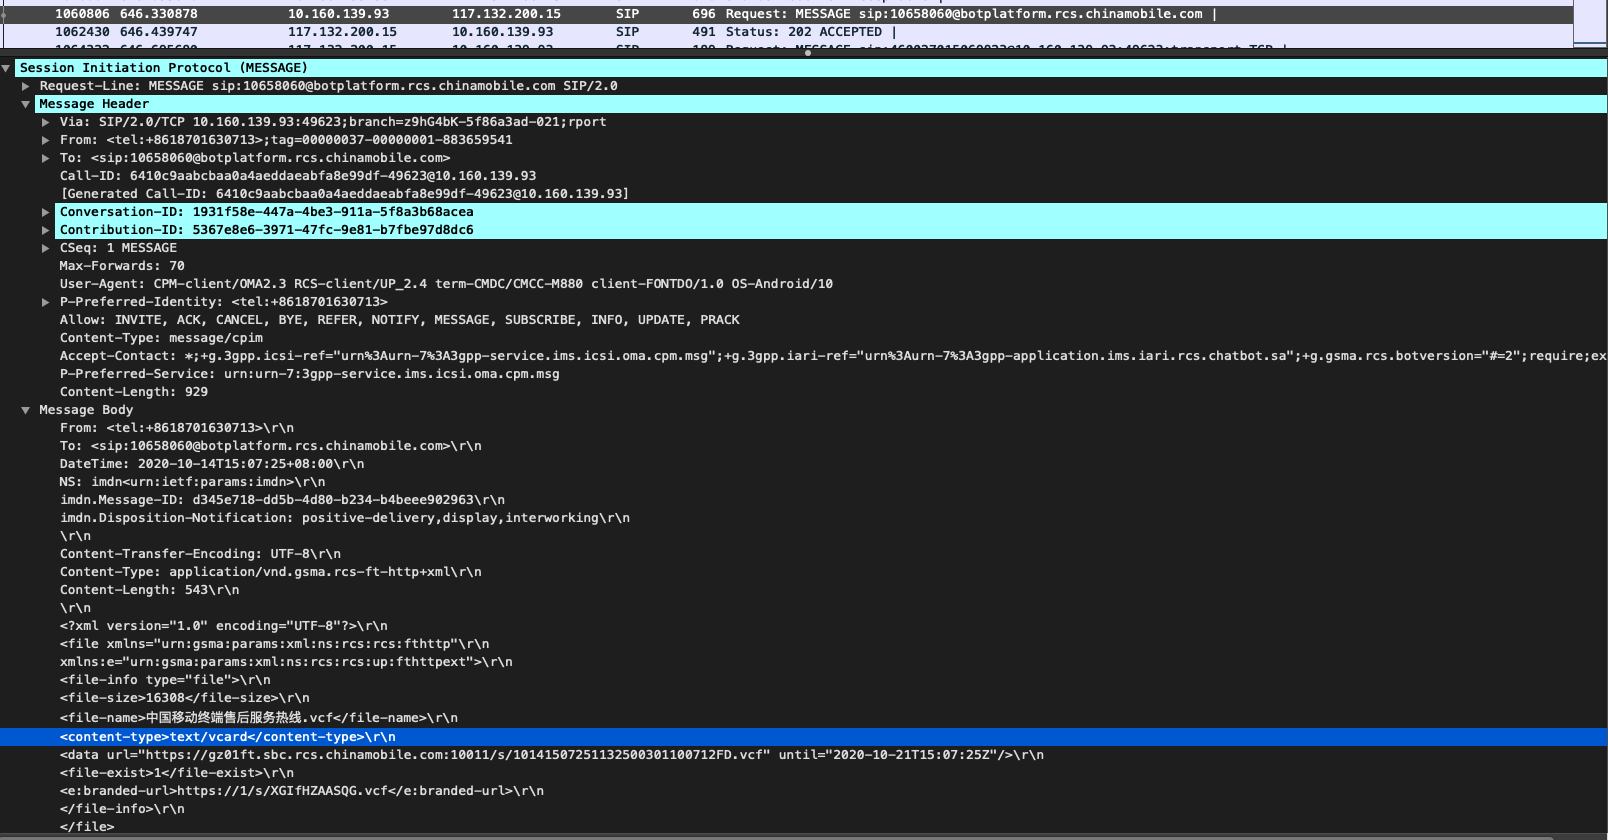 1060806 646.330878 10.160.139.93 117.132.200.15 SIP 696 Request: MESSAGE sip:10658060@botplatform.rcs.chinamobile.com |
1062430 646.439747 117.132.200.15 10.160.139.93 SIP 491 Status: 202 ACCEPTED |
Session Initiation Protocol (MESSAGE)
Request-Line: MESSAGE sip:10658060@botplatform.rcs.chinamobile.com SIP/2.0
Message Header
Via: SIP/2.0/TCP 10.160.139.93:49623;branch=z9hG4bK-5f86a3ad-021;rport
From: <tel:+8618701630713>;tag=00000037-00000001-883659541
To: <sip:10658060@botplatform.rcs.chinamobile.com>
Call-ID: 6410c9aabcbaa0a4aeddaeabfa8e99df-49623@10.160.139.93
[Generated Call-ID: 6410c9aabcbaa0a4aeddaeabfa8e99df-49623@10.160.139.93]
Conversation-ID: 1931f58e-447a-4be3-911a-5f8a3b68acea
Contribution-ID: 5367e8e6-3971-47fc-9e81-b7fbe97d8dc6
CSeq: 1 MESSAGE
Max-Forwards: 70
User-Agent: CPM-client/OMA2.3 RCS-client/UP_2.4 term-CMDC/CMCC-M880 client-FONTDO/1.0 OS-Android/10
P-Preferred-Identity: <tel:+8618701630713>
Allow: INVITE, ACK, CANCEL, BYE, REFER, NOTIFY, MESSAGE, SUBSCRIBE, INFO, UPDATE, PRACK
Content-Type: message/cpim
Accept-Contact: *;+g.3gpp.icsi-ref="urn%3Aurn-7%3A3gpp-service.ims.icsi.oma.cpm.msg";+g.3gpp.iari-ref="urn%3Aurn-7%3A3gpp-application.ims.iari.rcs.chatbot.sa";+g.gsma.rcs.botversion="#=2";require;ex
P-Preferred-Service: urn:urn-7:3gpp-service.ims.icsi.oma.cpm.msg
Content-Length: 929
Message Body
From: <tel:+8618701630713>\r\n
To: <sip:10658060@botplatform.rcs.chinamobile.com>\r\n
DateTime: 2020-10-14T15:07:25+08:00\r\n
NS: imdn<urn:ietf:params:imdn>\r\n
imdn.Message-ID: d345e718-dd5b-4d80-b234-b4beee902963\r\n
imdn.Disposition-Notification: positive-delivery,display,interworking\r\n
\r\n
Content-Transfer-Encoding: UTF-8\r\n
Content-Type: application/vnd.gsma.rcs-ft-http+xml\r\n
Content-Length: 543\r\n
\r\n
<?xml version="1.0" encoding="UTF-8"?>\r\n
<file xmlns="urn:gsma:params:xml:ns:rcs:rcs:fthttp"\r\n
xmlns:e="urn:gsma:params:xml:ns:rcs:rcs:up:fthttpext">\r\n
<file-info type="file">\r\n
<file-size>16308</file-size>\r\n
<file-name>中国移动终端售后服务热线.vcf</file-name>\r\n
<content-type>text/vcard</content-type>\r\n
<data url="https://gz01ft.sbc.rcs.chinamobile.com:10011/s/10141507251132500301100712FD.vcf" until="2020-10-21T15:07:25Z"/>\r\n
<file-exist>1</file-exist>\r\n
<e:branded-url>https://1/s/XGIfHZAASQG.vcf</e:branded-url>\r\n
</file-info>\r\n
</file>